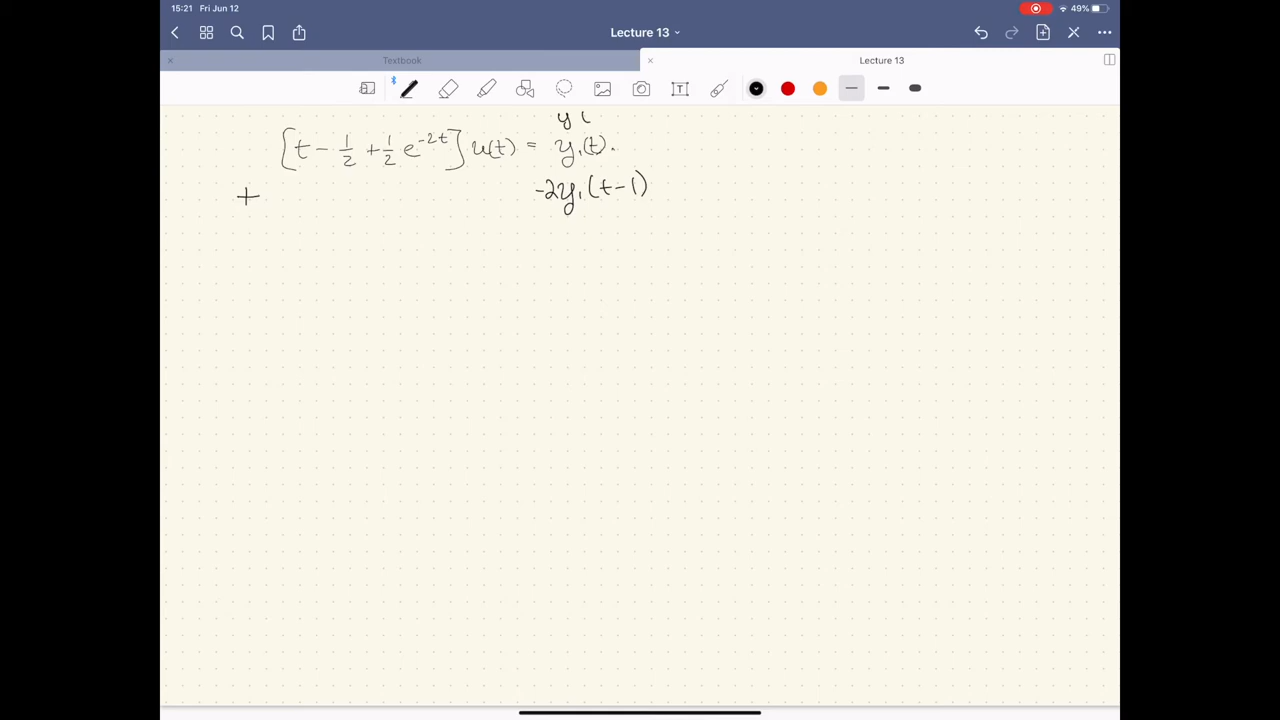 15:21 Fri Jun 12
49%
Lecture 13
Textbook
Lecture 13
T
y(
[t - 1/2 + 1/2 e^{-2t}] u(t) = y₁(t).
+ -2y₁(t-1)